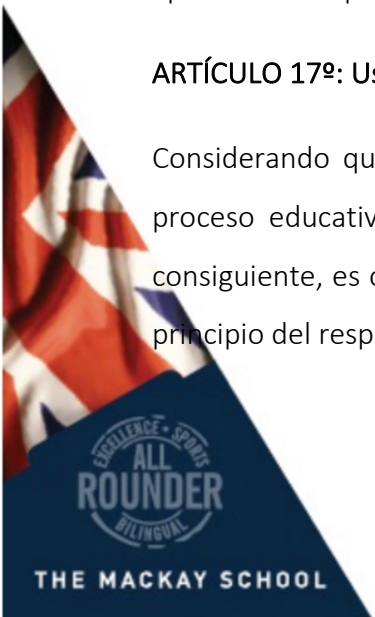 ARTÍCULO 17º: Us
Considerando qu
proceso educativ
consiguiente, es
principio del resp
EXCELLENCE • SPORTS
ALL
ROUNDER
BILINGUAL
THE MACKAY SCHOOL